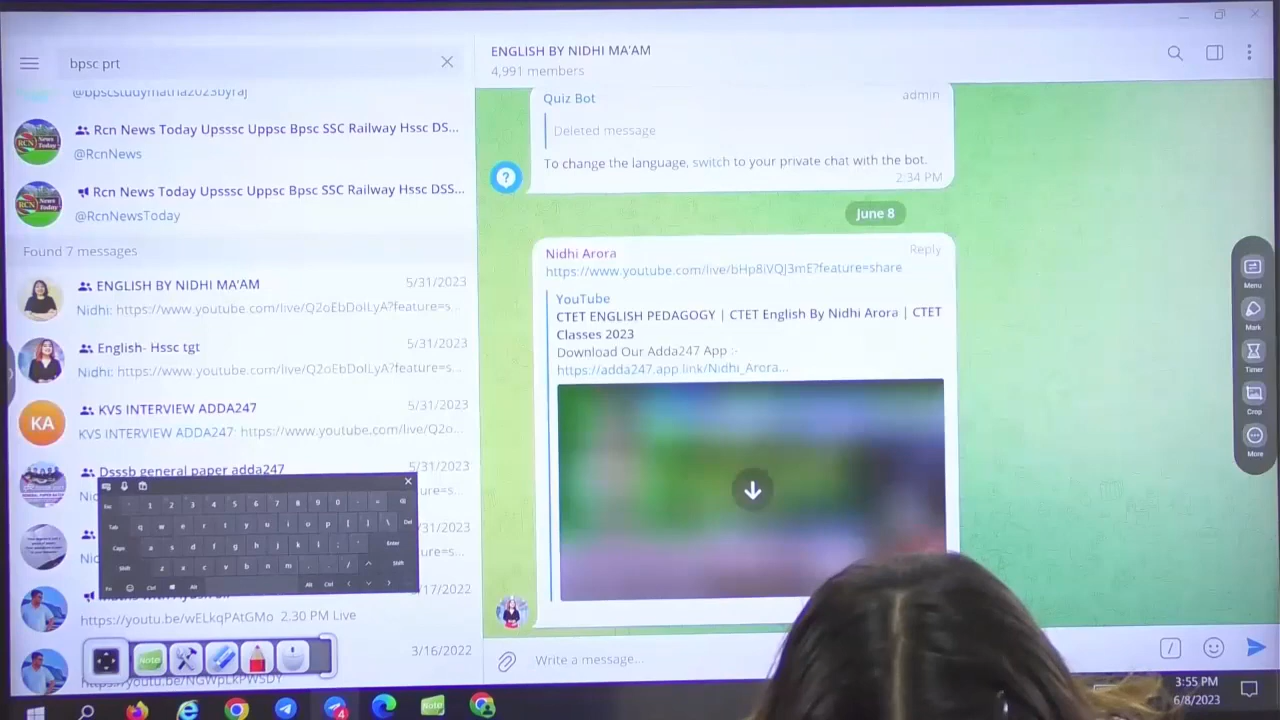 bpsc prt
@bpscstudymatria2023byraj
Rcn News Today Upsssc Uppsc Bpsc SSC Railway Hssc DS...
@RcnNews
Rcn News Today Upsssc Uppsc Bpsc SSC Railway Hssc DSS...
@RcnNewsToday
Found 7 messages
ENGLISH BY NIDHI MA'AM 5/31/2023
Nidhi: https://www.youtube.com/live/Q2oEbDoILyA?feature=s...
English- Hssc tgt 5/31/2023
Nidhi: https://www.youtube.com/live/Q2oEbDoILyA?feature=s...
KA
KVS INTERVIEW ADDA247 5/31/2023
KVS INTERVIEW ADDA247: https://www.youtube.com/live/Q2o...
Dsssb general paper adda247 5/31/2023
ure=s...
/31/2023
ure=s...
/17/2022
https://youtu.be/wELkqPAtGMo 2.30 PM Live
3/16/2022
https://youtu.be/NGWpLkPWSDY
Note
ENGLISH BY NIDHI MA'AM
4,991 members
Quiz Bot admin
Deleted message
To change the language, switch to your private chat with the bot.
2:34 PM
June 8
Nidhi Arora Reply
https://www.youtube.com/live/bHp8iVQJ3mE?feature=share
YouTube
CTET ENGLISH PEDAGOGY | CTET English By Nidhi Arora | CTET
Classes 2023
Download Our Adda247 App :-
https://adda247.app.link/Nidhi_Arora...
Write a message...
Menu
Mark
Timer
Crop
More
Note
4
3:55 PM
6/8/2023